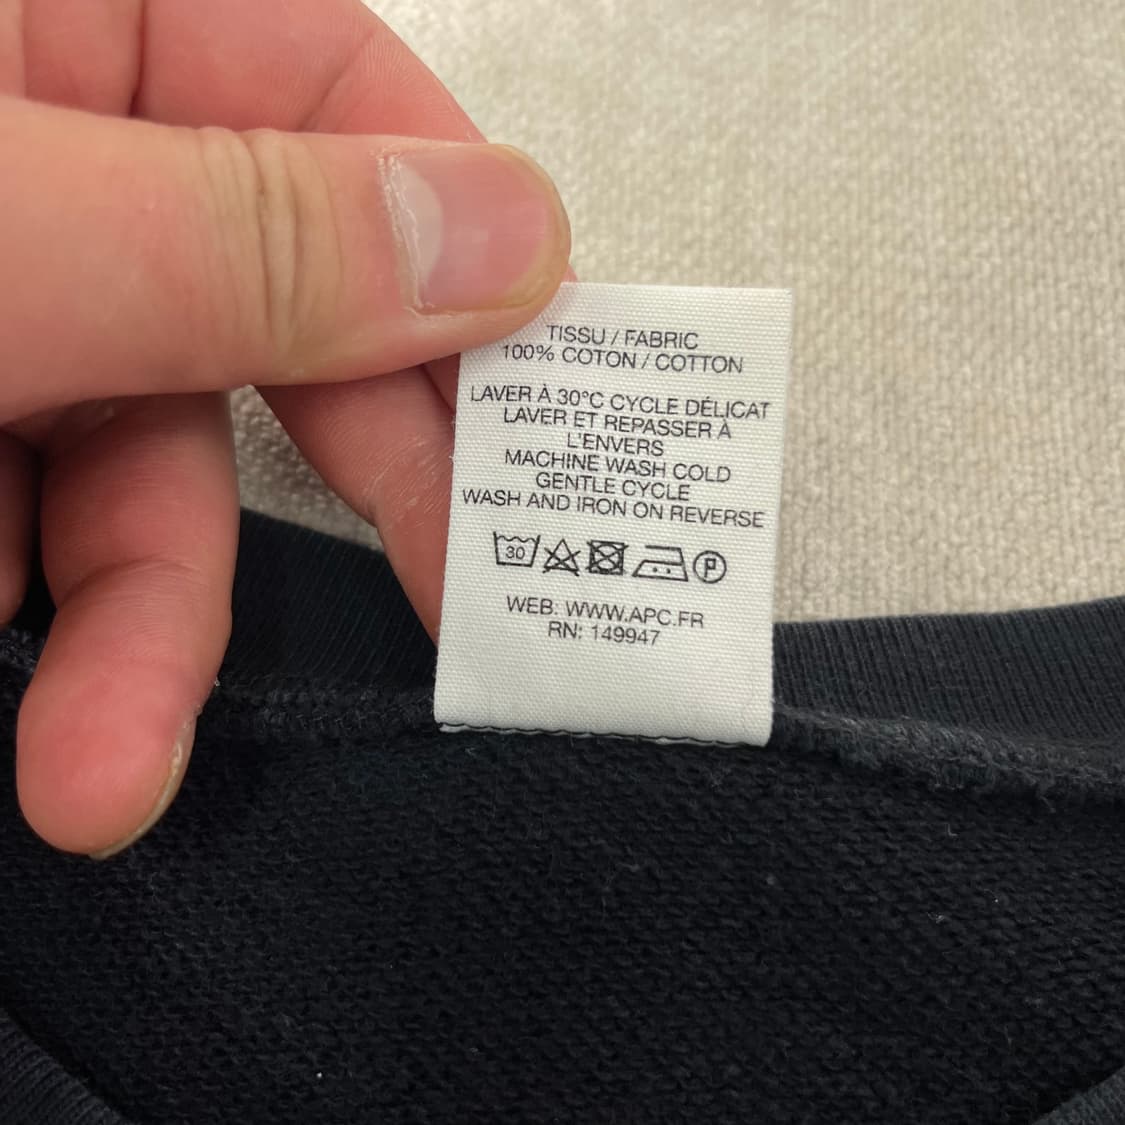 TISSU / FABRIC
100% COTON / COTTON
LAVER À 30°C CYCLE DÉLICAT
LAVER ET REPASSER À
L'ENVERS
MACHINE WASH COLD
GENTLE CYCLE
WASH AND IRON ON REVERSE
30 P
WEB: WWW.APC.FR
RN: 149947